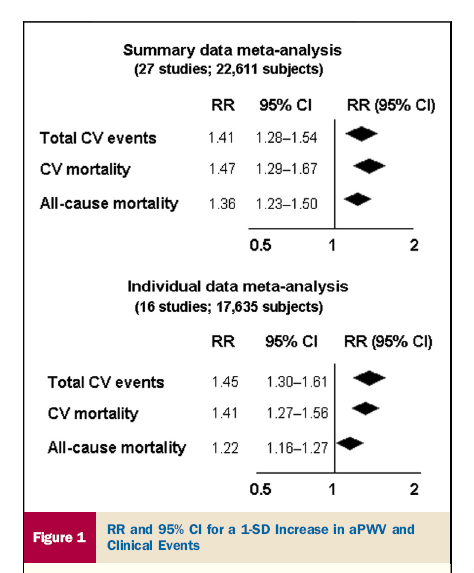 Summary data meta-analysis
(27 studies; 22,611 subjects)
RR 95% CI RR (95% CI)
Total CV events 1.41 1.28–1.54
CV mortality 1.47 1.29–1.67
All-cause mortality 1.36 1.23–1.50
0.5 1 2
Individual data meta-analysis
(16 studies; 17,635 subjects)
RR 95% CI RR (95% CI)
Total CV events 1.45 1.30–1.61
CV mortality 1.41 1.27–1.56
All-cause mortality 1.22 1.16–1.27
0.5 1 2
Figure 1 RR and 95% CI for a 1-SD Increase in aPWV and
Clinical Events